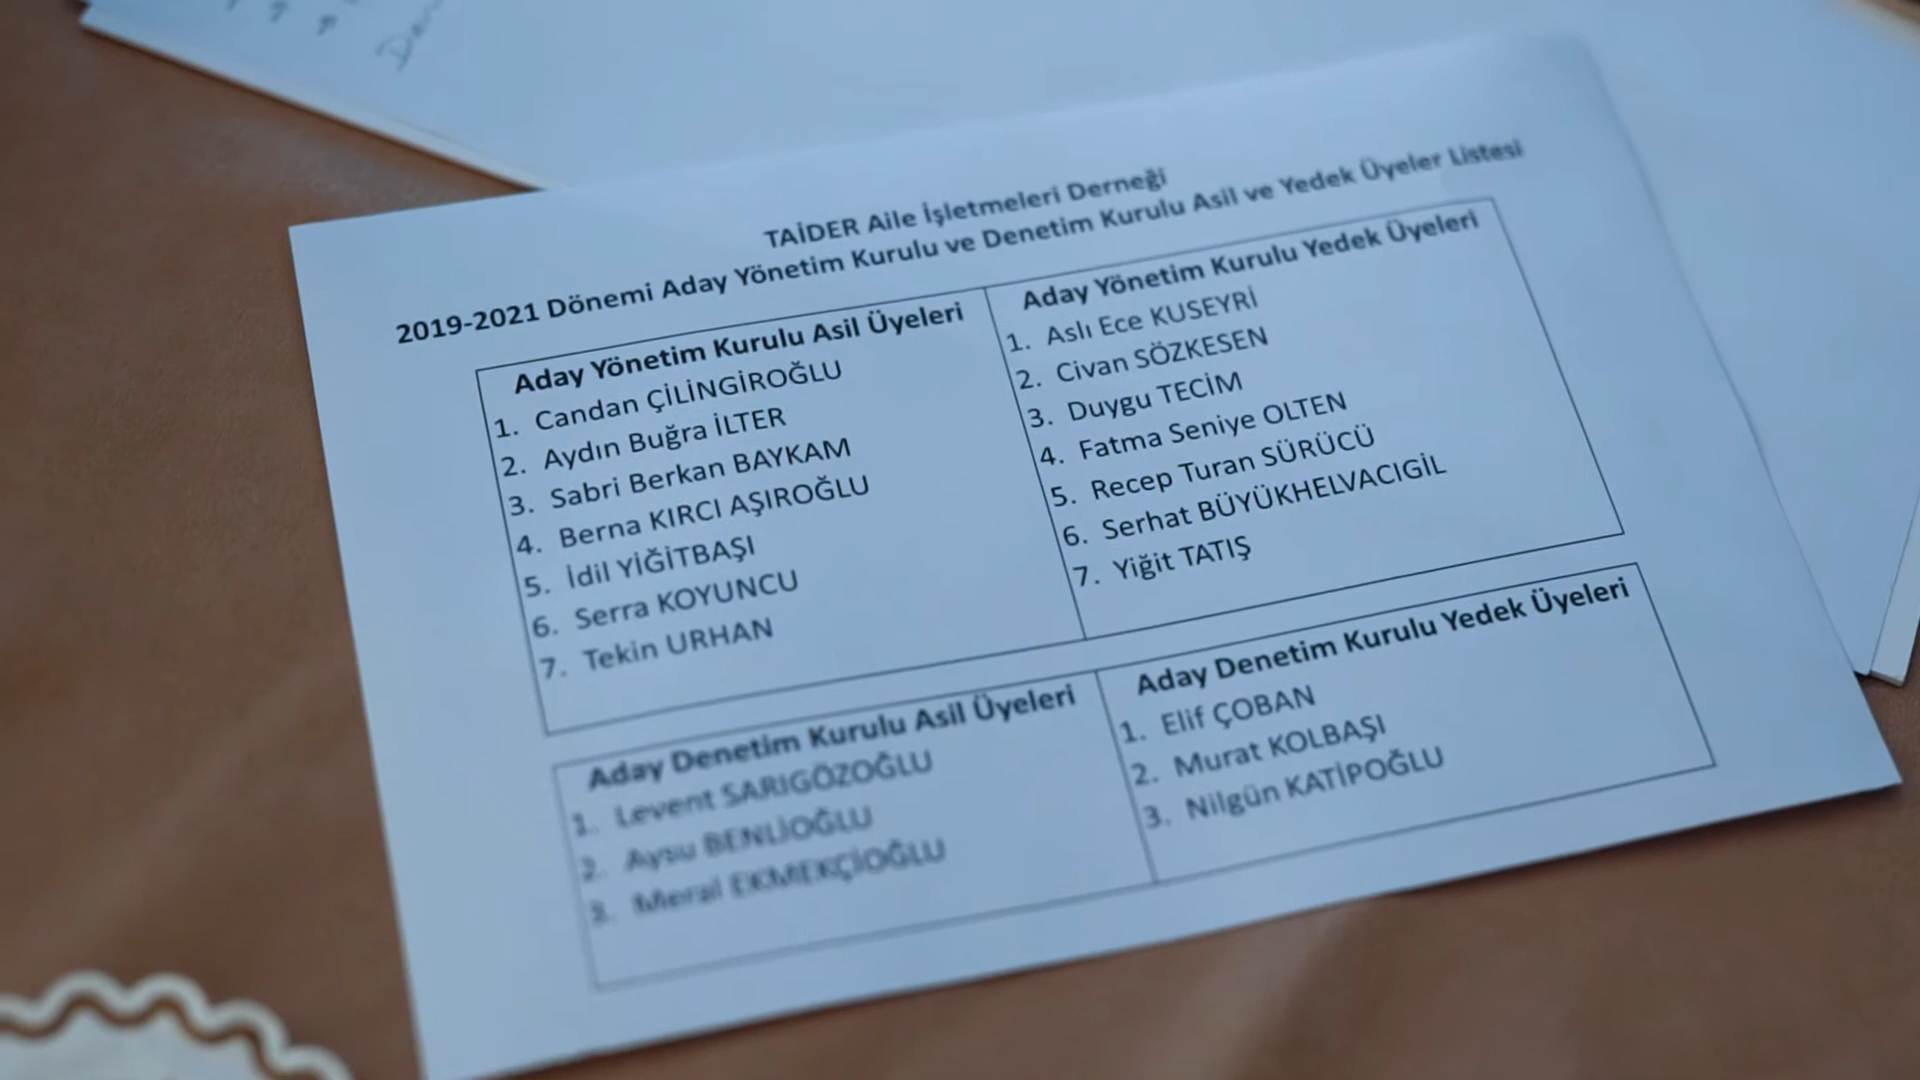 TAİDER Aile İşletmeleri Derneği
2019-2021 Dönemi Aday Yönetim Kurulu ve Denetim Kurulu Asil ve Yedek Üyeler Listesi
Aday Yönetim Kurulu Asil Üyeleri
1. Candan ÇİLİNGİROĞLU
2. Aydın Buğra İLTER
3. Sabri Berkan BAYKAM
4. Berna KIRCI AŞIROĞLU
5. İdil YİĞİTBAŞI
6. Serra KOYUNCU
7. Tekin URHAN
Aday Yönetim Kurulu Yedek Üyeleri
1. Aslı Ece KUSEYRİ
2. Civan SÖZKESEN
3. Duygu TECİM
4. Fatma Seniye OLTEN
5. Recep Turan SÜRÜCÜ
6. Serhat BÜYÜKHELVACIGİL
7. Yiğit TATIŞ
Aday Denetim Kurulu Asil Üyeleri
1. Levent SARIGÖZOĞLU
2. Aysu BENLİOĞLU
3. Meral EKMEKÇİOĞLU
Aday Denetim Kurulu Yedek Üyeleri
1. Elif ÇOBAN
2. Murat KOLBAŞI
3. Nilgün KATİPOĞLU